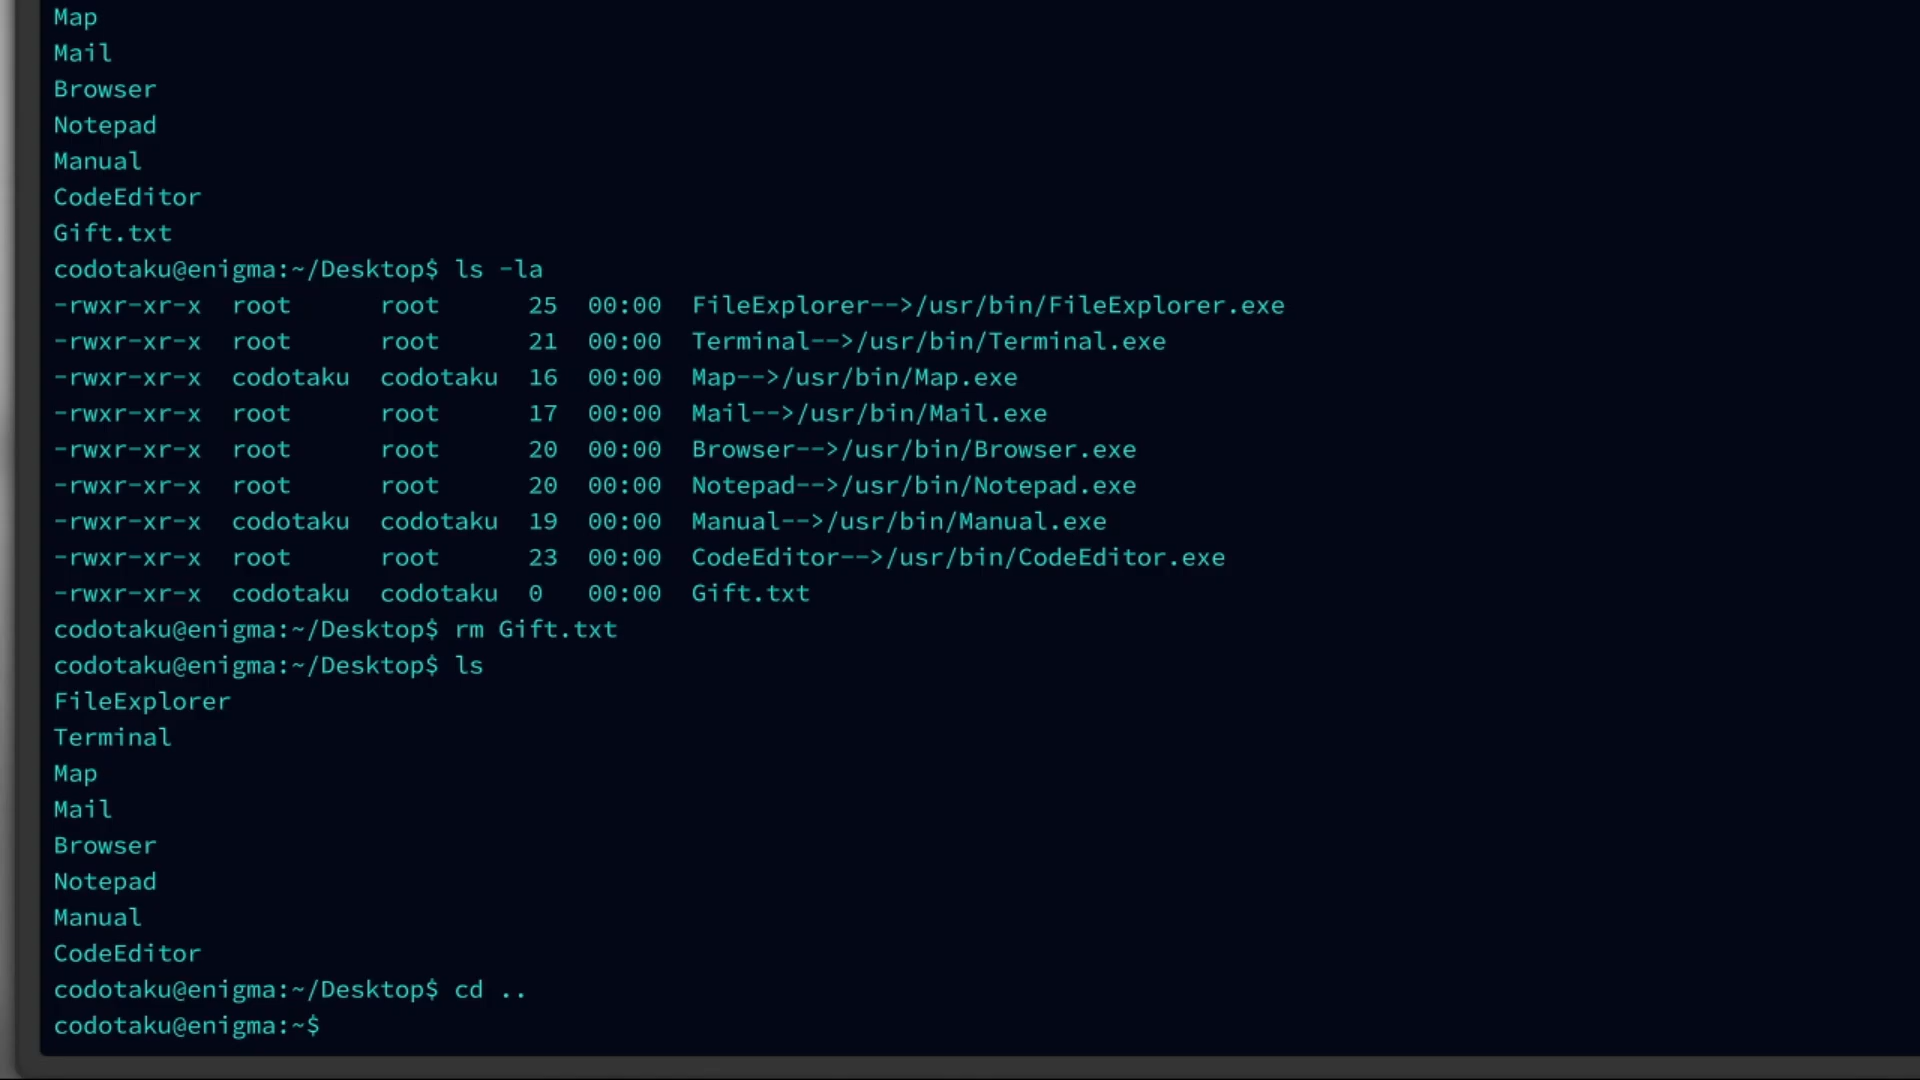 Map
Mail
Browser
Notepad
Manual
CodeEditor
Gift.txt
codotaku@enigma:~/Desktop$ ls -la
-rwxr-xr-x  root      root      25  00:00  FileExplorer-->/usr/bin/FileExplorer.exe
-rwxr-xr-x  root      root      21  00:00  Terminal-->/usr/bin/Terminal.exe
-rwxr-xr-x  codotaku  codotaku  16  00:00  Map-->/usr/bin/Map.exe
-rwxr-xr-x  root      root      17  00:00  Mail-->/usr/bin/Mail.exe
-rwxr-xr-x  root      root      20  00:00  Browser-->/usr/bin/Browser.exe
-rwxr-xr-x  root      root      20  00:00  Notepad-->/usr/bin/Notepad.exe
-rwxr-xr-x  codotaku  codotaku  19  00:00  Manual-->/usr/bin/Manual.exe
-rwxr-xr-x  root      root      23  00:00  CodeEditor-->/usr/bin/CodeEditor.exe
-rwxr-xr-x  codotaku  codotaku  0   00:00  Gift.txt
codotaku@enigma:~/Desktop$ rm Gift.txt
codotaku@enigma:~/Desktop$ ls
FileExplorer
Terminal
Map
Mail
Browser
Notepad
Manual
CodeEditor
codotaku@enigma:~/Desktop$ cd ..
codotaku@enigma:~$